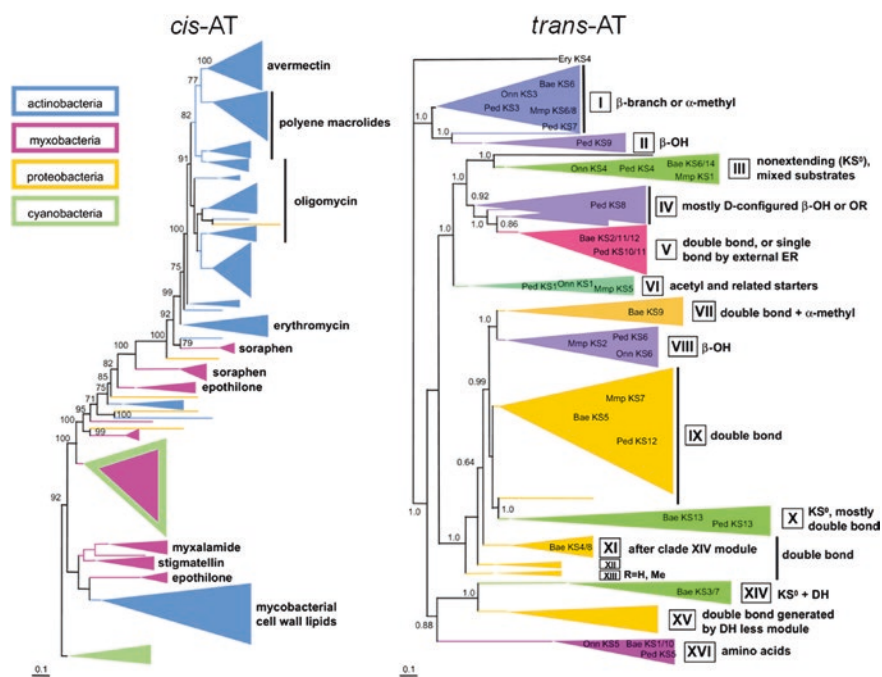 cis-AT
trans-AT
actinobacteria
myxobacteria
proteobacteria
cyanobacteria
100
avermectin
77
82
polyene macrolides
91
oligomycin
100
75
99
92
erythromycin
100
79
soraphen
100
82
soraphen
85
epothilone
75
71
95
100
100
99
100
92
myxalamide
stigmatellin
epothilone
mycobacterial
cell wall lipids
0.1
Ery KS4
Bae KS6
Onn KS3
Ped KS3
Mmp KS6/8
Ped KS7
I β-branch or α-methyl
1.0
Ped KS9
II β-OH
1.0
Onn KS4 Ped KS4 Bae KS6/14
Mmp KS1
III nonextending (KS⁰),
mixed substrates
0.92
Ped KS8
IV mostly D-configured β-OH or OR
1.0
1.0
0.86
Bae KS2/11/12
Ped KS10/11
V double bond, or single
bond by external ER
Ped KS1 Onn KS1 Mmp KS5
VI acetyl and related starters
1.0
Bae KS9
VII double bond + α-methyl
Mmp KS2 Ped KS6
Onn KS6
VIII β-OH
0.99
Mmp KS7
Bae KS5
Ped KS12
IX double bond
0.64
1.0
1.0
Bae KS13
Ped KS13
X KS⁰, mostly
double bond
1.0
Bae KS4/8
XI after clade XIV module
XII
XIII R=H, Me
double bond
Bae KS3/7
XIV KS⁰ + DH
1.0
XV double bond generated
by DH less module
0.88
Onn KS5 Bae KS1/10
Ped KS5
XVI amino acids
0.1